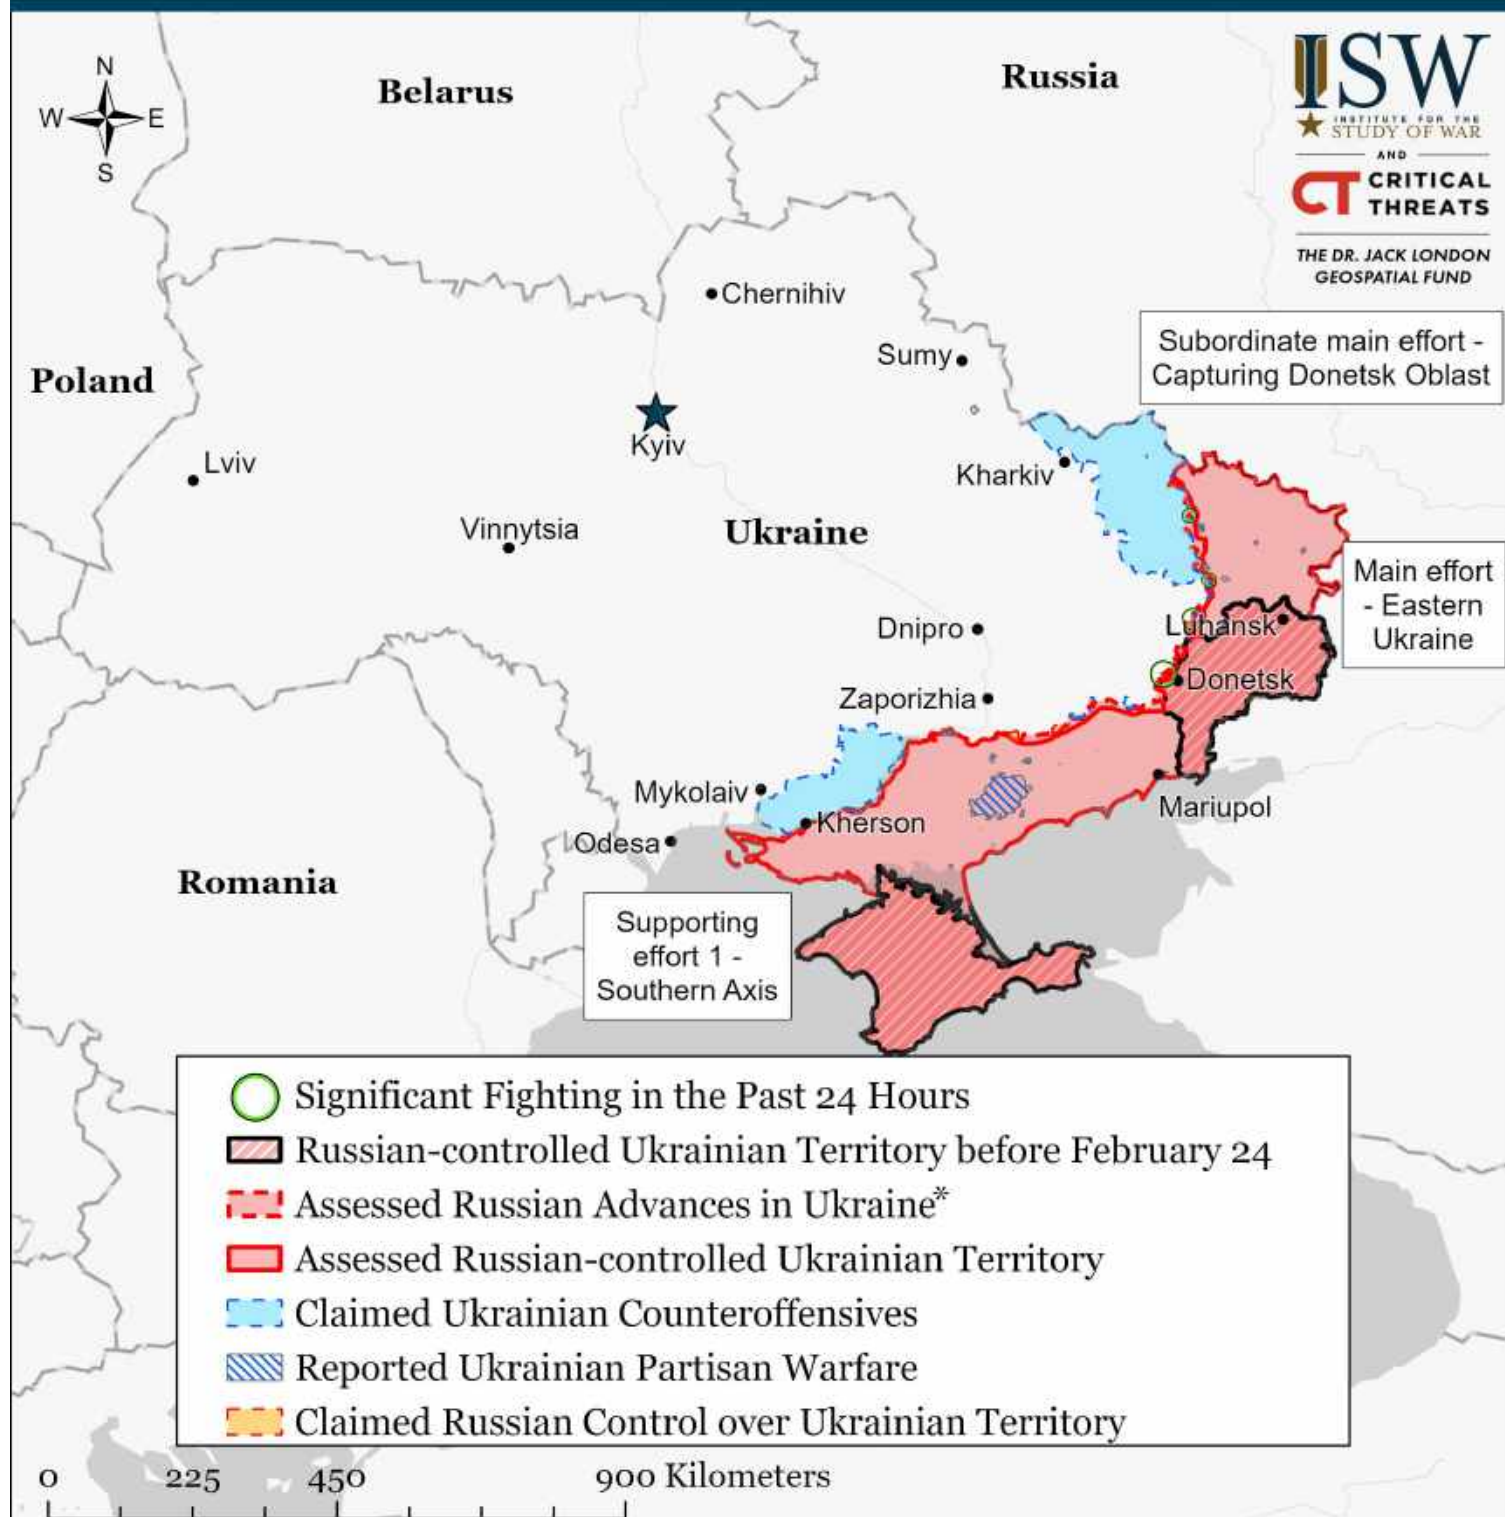 N
W E
S
Belarus
Russia
ISW
INSTITUTE FOR THE
STUDY OF WAR
AND
CT CRITICAL
THREATS
THE DR. JACK LONDON
GEOSPATIAL FUND
Chernihiv
Sumy
Subordinate main effort -
Capturing Donetsk Oblast
Poland
Kyiv
Lviv
Kharkiv
Vinnytsia
Ukraine
Main effort
- Eastern
Ukraine
Dnipro
Luhansk
Donetsk
Zaporizhia
Mykolaiv
Mariupol
Kherson
Odesa
Romania
Supporting
effort 1 -
Southern Axis
Significant Fighting in the Past 24 Hours
Russian-controlled Ukrainian Territory before February 24
Assessed Russian Advances in Ukraine*
Assessed Russian-controlled Ukrainian Territory
Claimed Ukrainian Counteroffensives
Reported Ukrainian Partisan Warfare
Claimed Russian Control over Ukrainian Territory
0 225 450 900 Kilometers